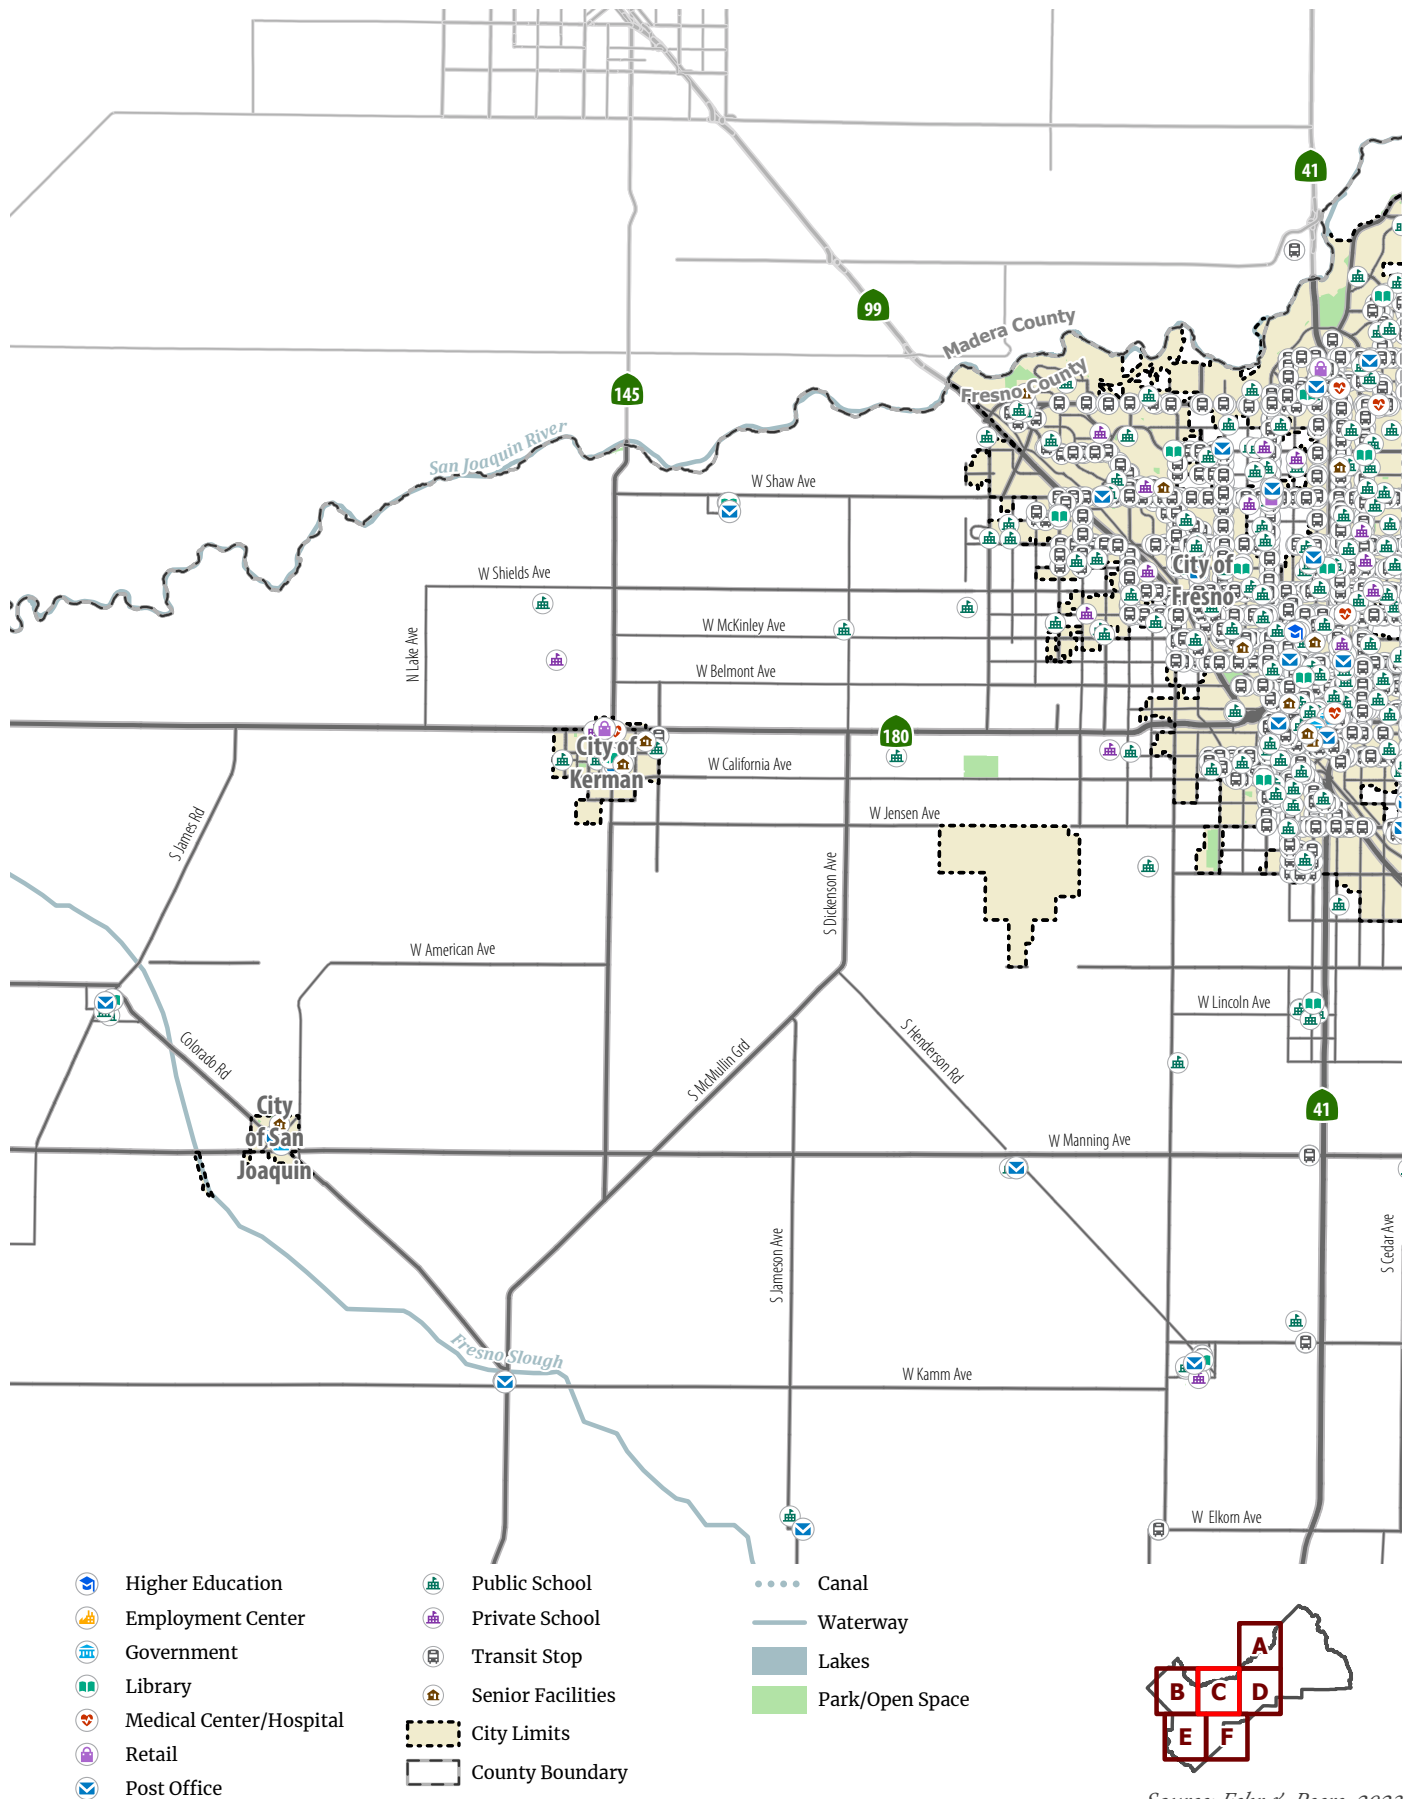 41
99
Madera County
Fresno County
145
San Joaquin River
W Shaw Ave
W Shields Ave
City of
Fresno
W McKinley Ave
N Lake Ave
W Belmont Ave
180
City of
Kerman
W California Ave
W Jensen Ave
S James Rd
S Dickenson Ave
W American Ave
W Lincoln Ave
Colorado Rd
S McMullin Grd
S Henderson Rd
City
of San
Joaquin
41
W Manning Ave
S Jameson Ave
S Cedar Ave
Fresno Slough
W Kamm Ave
W Elkorn Ave
Higher Education
Employment Center
Government
Library
Medical Center/Hospital
Retail
Post Office
Public School
Private School
Transit Stop
Senior Facilities
City Limits
County Boundary
Canal
Waterway
Lakes
Park/Open Space
A
B C D
E F